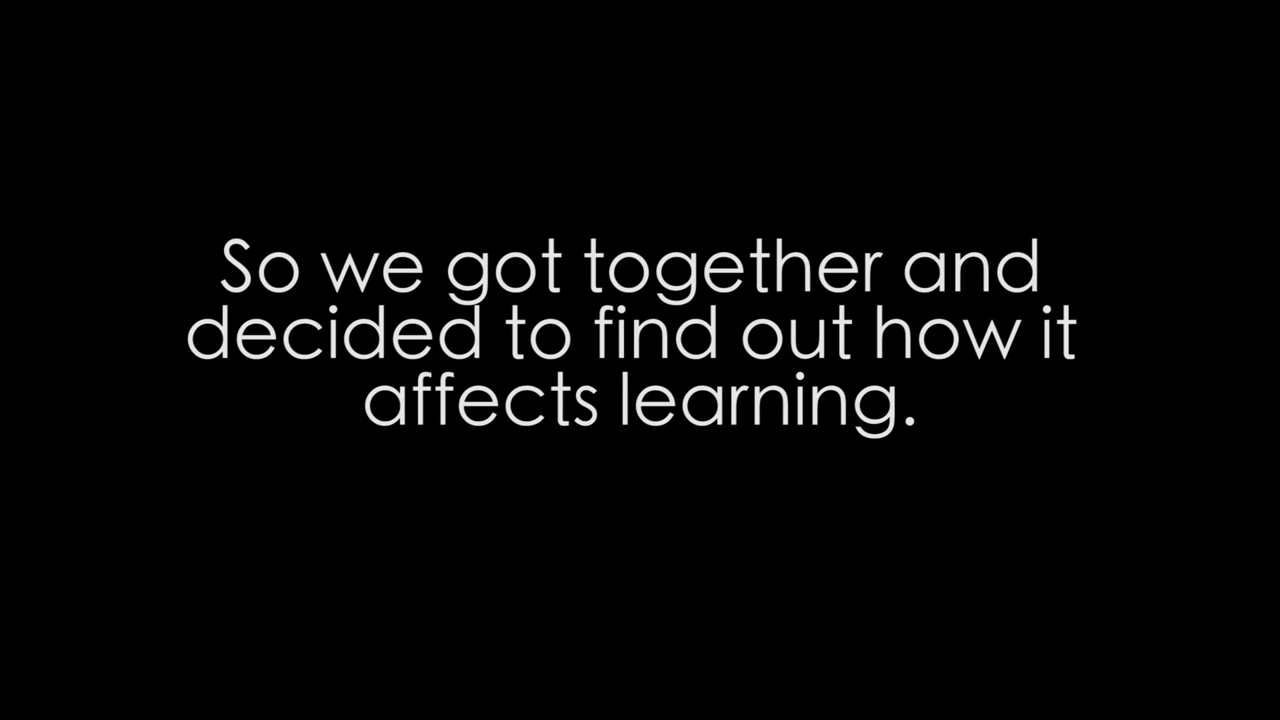 So we got together and
decided to find out how it
affects learning.